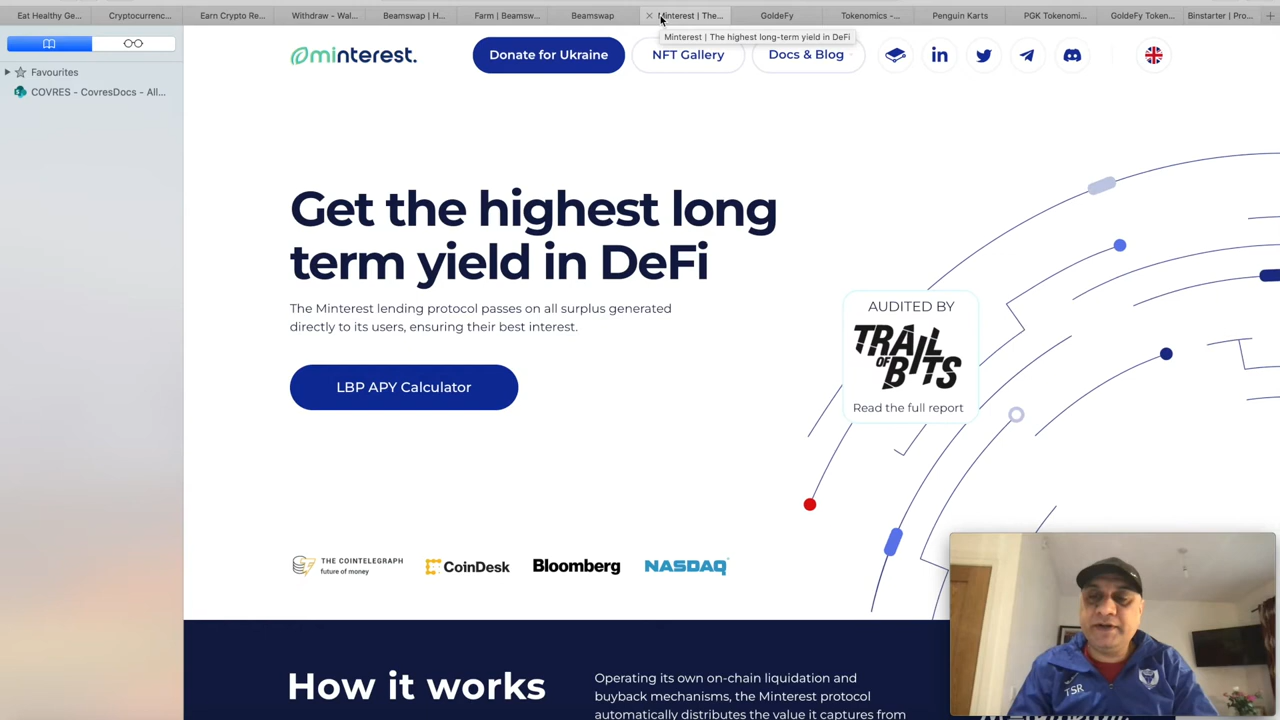 Eat Healthy Ge...
Cryptocurrenc...
Earn Crypto Re...
Withdraw - Wal...
Beamswap | H...
Farm | Beamsw...
Beamswap
Minterest | The...
GoldeFy
Tokenomics -...
Penguin Karts
PGK Tokenomi...
GoldeFy Token...
Binstarter | Pro...
Minterest | The highest long-term yield in DeFi
Favourites
COVRES - CovresDocs - All...
minterest.
Donate for Ukraine
NFT Gallery
Docs & Blog
Get the highest long
term yield in DeFi
The Minterest lending protocol passes on all surplus generated
directly to its users, ensuring their best interest.
LBP APY Calculator
AUDITED BY
TRAIL
OF
BITS
Read the full report
THE COINTELEGRAPH
future of money
CoinDesk
Bloomberg
NASDAQ
How it works
Operating its own on-chain liquidation and
buyback mechanisms, the Minterest protocol
automatically distributes the value it captures from
TSR